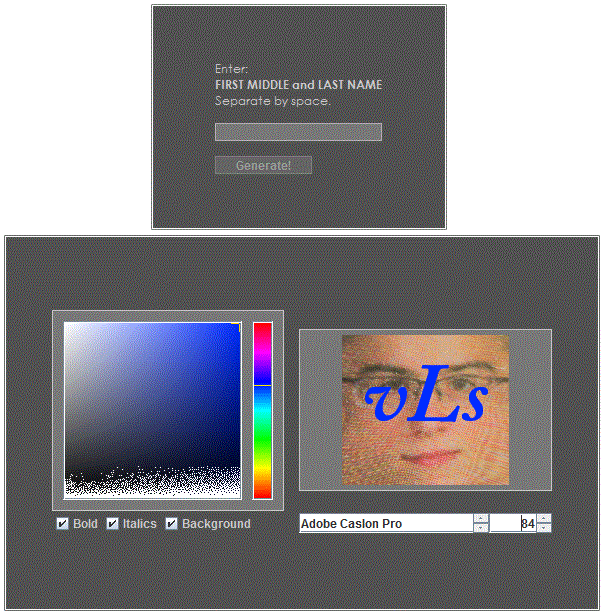 Enter:
FIRST MIDDLE and LAST NAME
Separate by space.
Generate!
vLs
Bold Italics Background
Adobe Caslon Pro 84